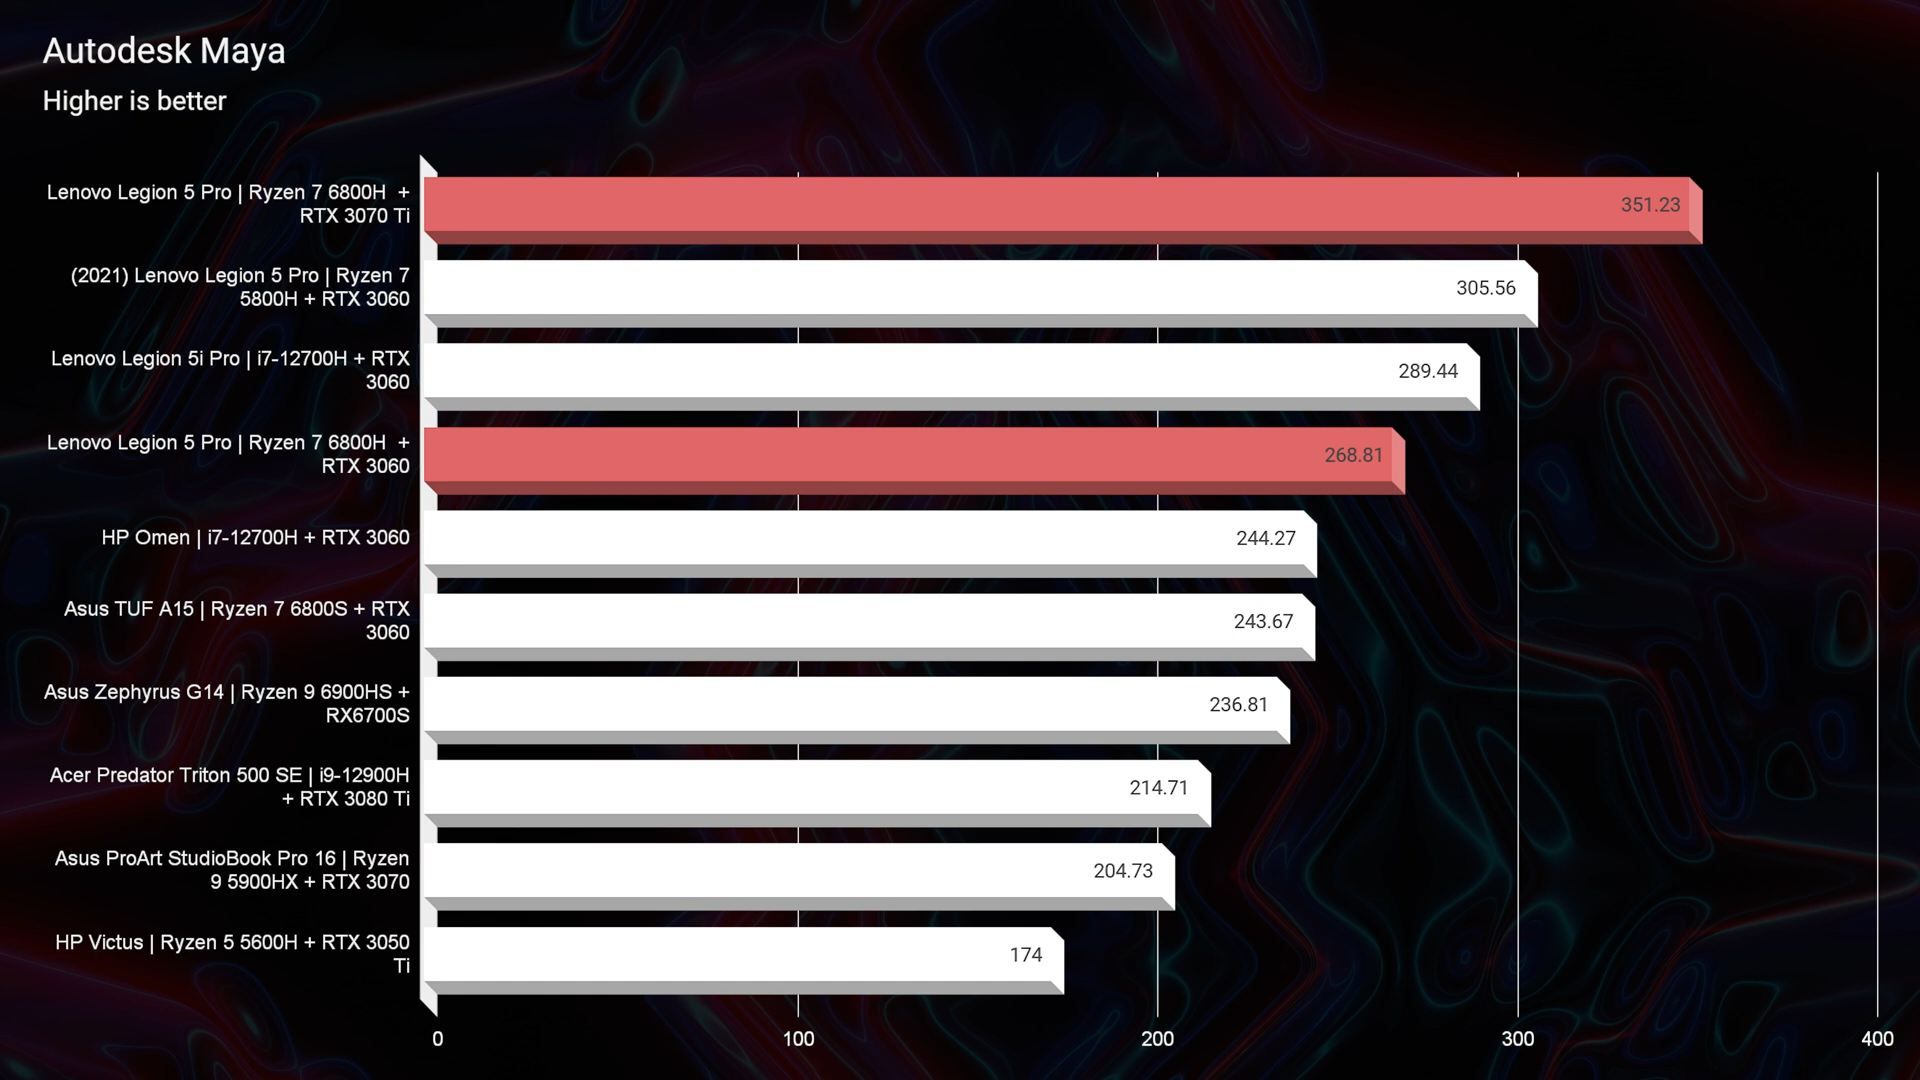 Autodesk Maya
Higher is better
Lenovo Legion 5 Pro | Ryzen 7 6800H +
RTX 3070 Ti
351.23
(2021) Lenovo Legion 5 Pro | Ryzen 7
5800H + RTX 3060
305.56
Lenovo Legion 5i Pro | i7-12700H + RTX
3060
289.44
Lenovo Legion 5 Pro | Ryzen 7 6800H +
RTX 3060
268.81
HP Omen | i7-12700H + RTX 3060
244.27
Asus TUF A15 | Ryzen 7 6800S + RTX
3060
243.67
Asus Zephyrus G14 | Ryzen 9 6900HS +
RX6700S
236.81
Acer Predator Triton 500 SE | i9-12900H
+ RTX 3080 Ti
214.71
Asus ProArt StudioBook Pro 16 | Ryzen
9 5900HX + RTX 3070
204.73
HP Victus | Ryzen 5 5600H + RTX 3050
Ti
174
0 100 200 300 400